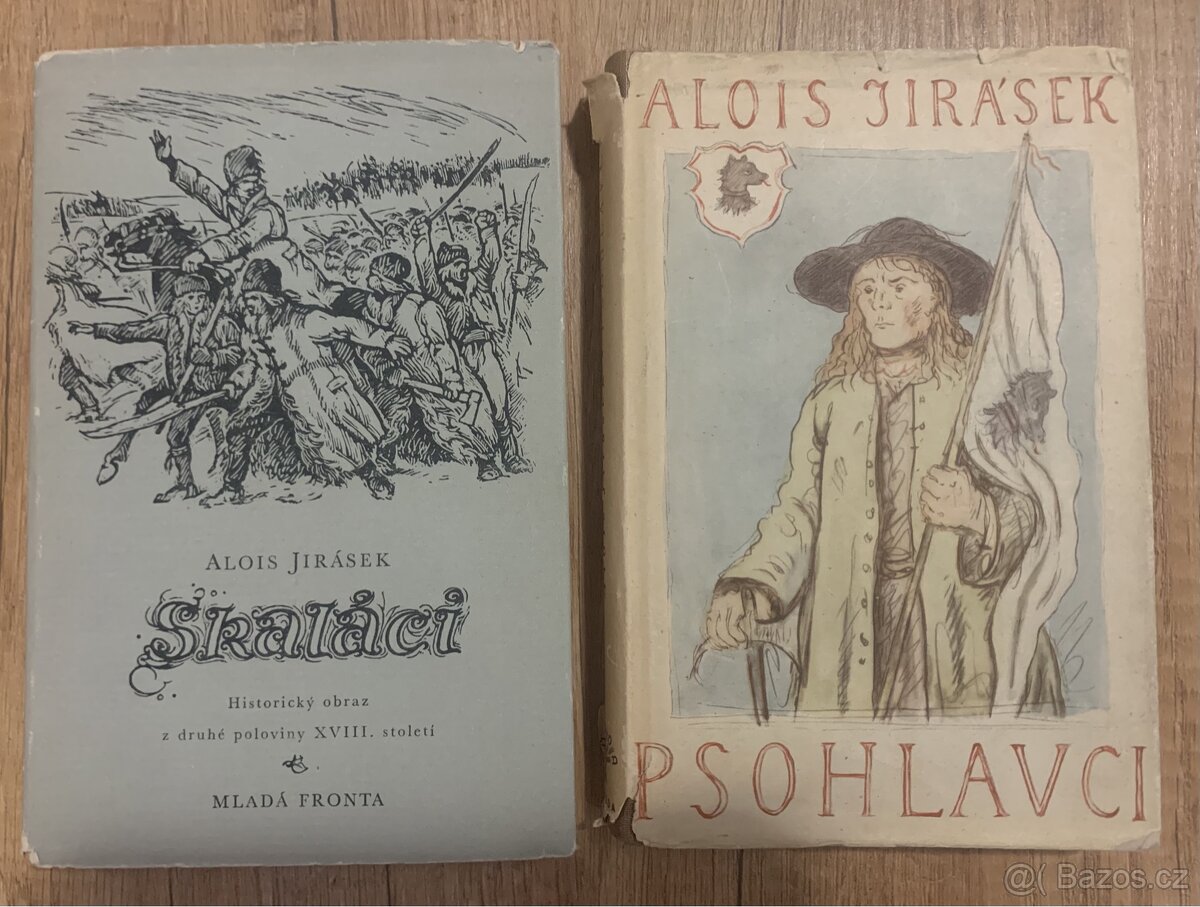 ALOIS JIRÁSEK
Skaláci
Historický obraz
z druhé poloviny XVIII. století
MLADÁ FRONTA
ALOIS JIRÁSEK
PSOHLAVCI
@( Bazos.cz